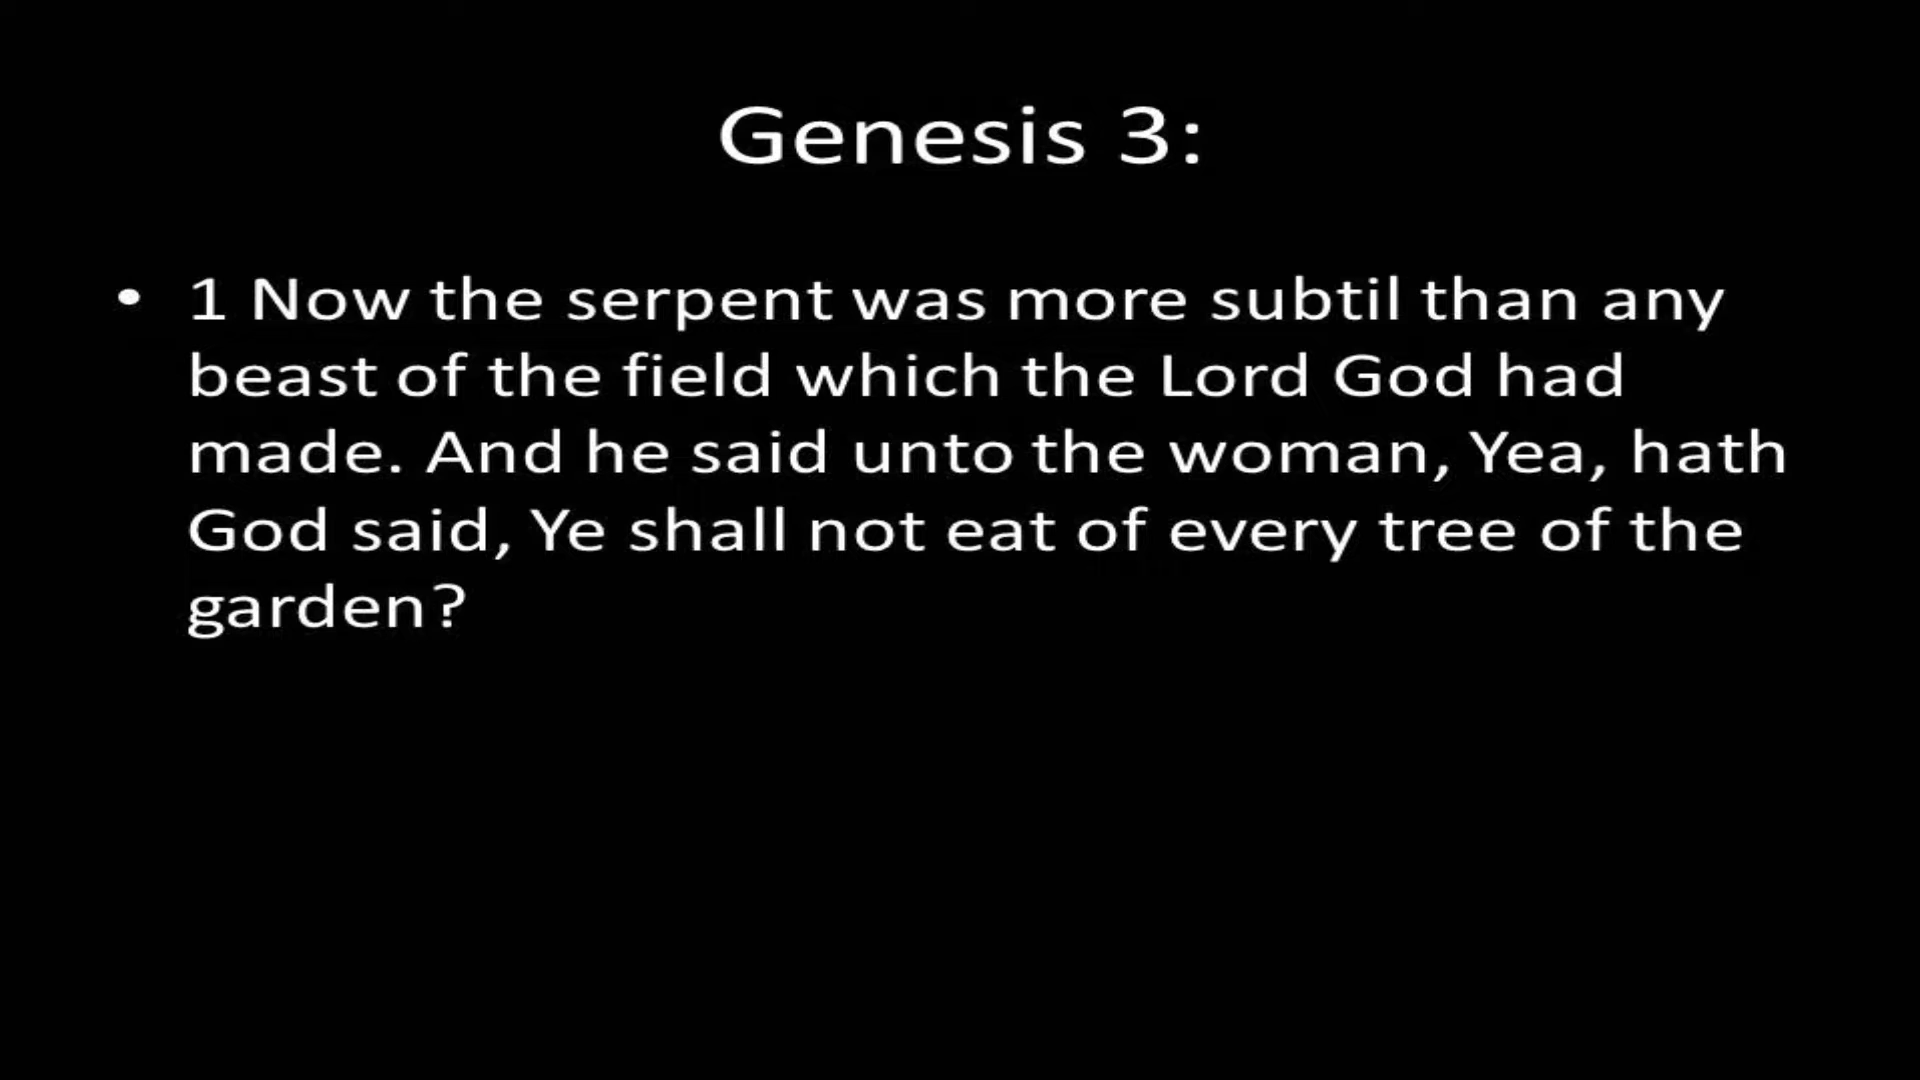 Genesis 3:
• 1 Now the serpent was more subtil than any
beast of the field which the Lord God had
made. And he said unto the woman, Yea, hath
God said, Ye shall not eat of every tree of the
garden?